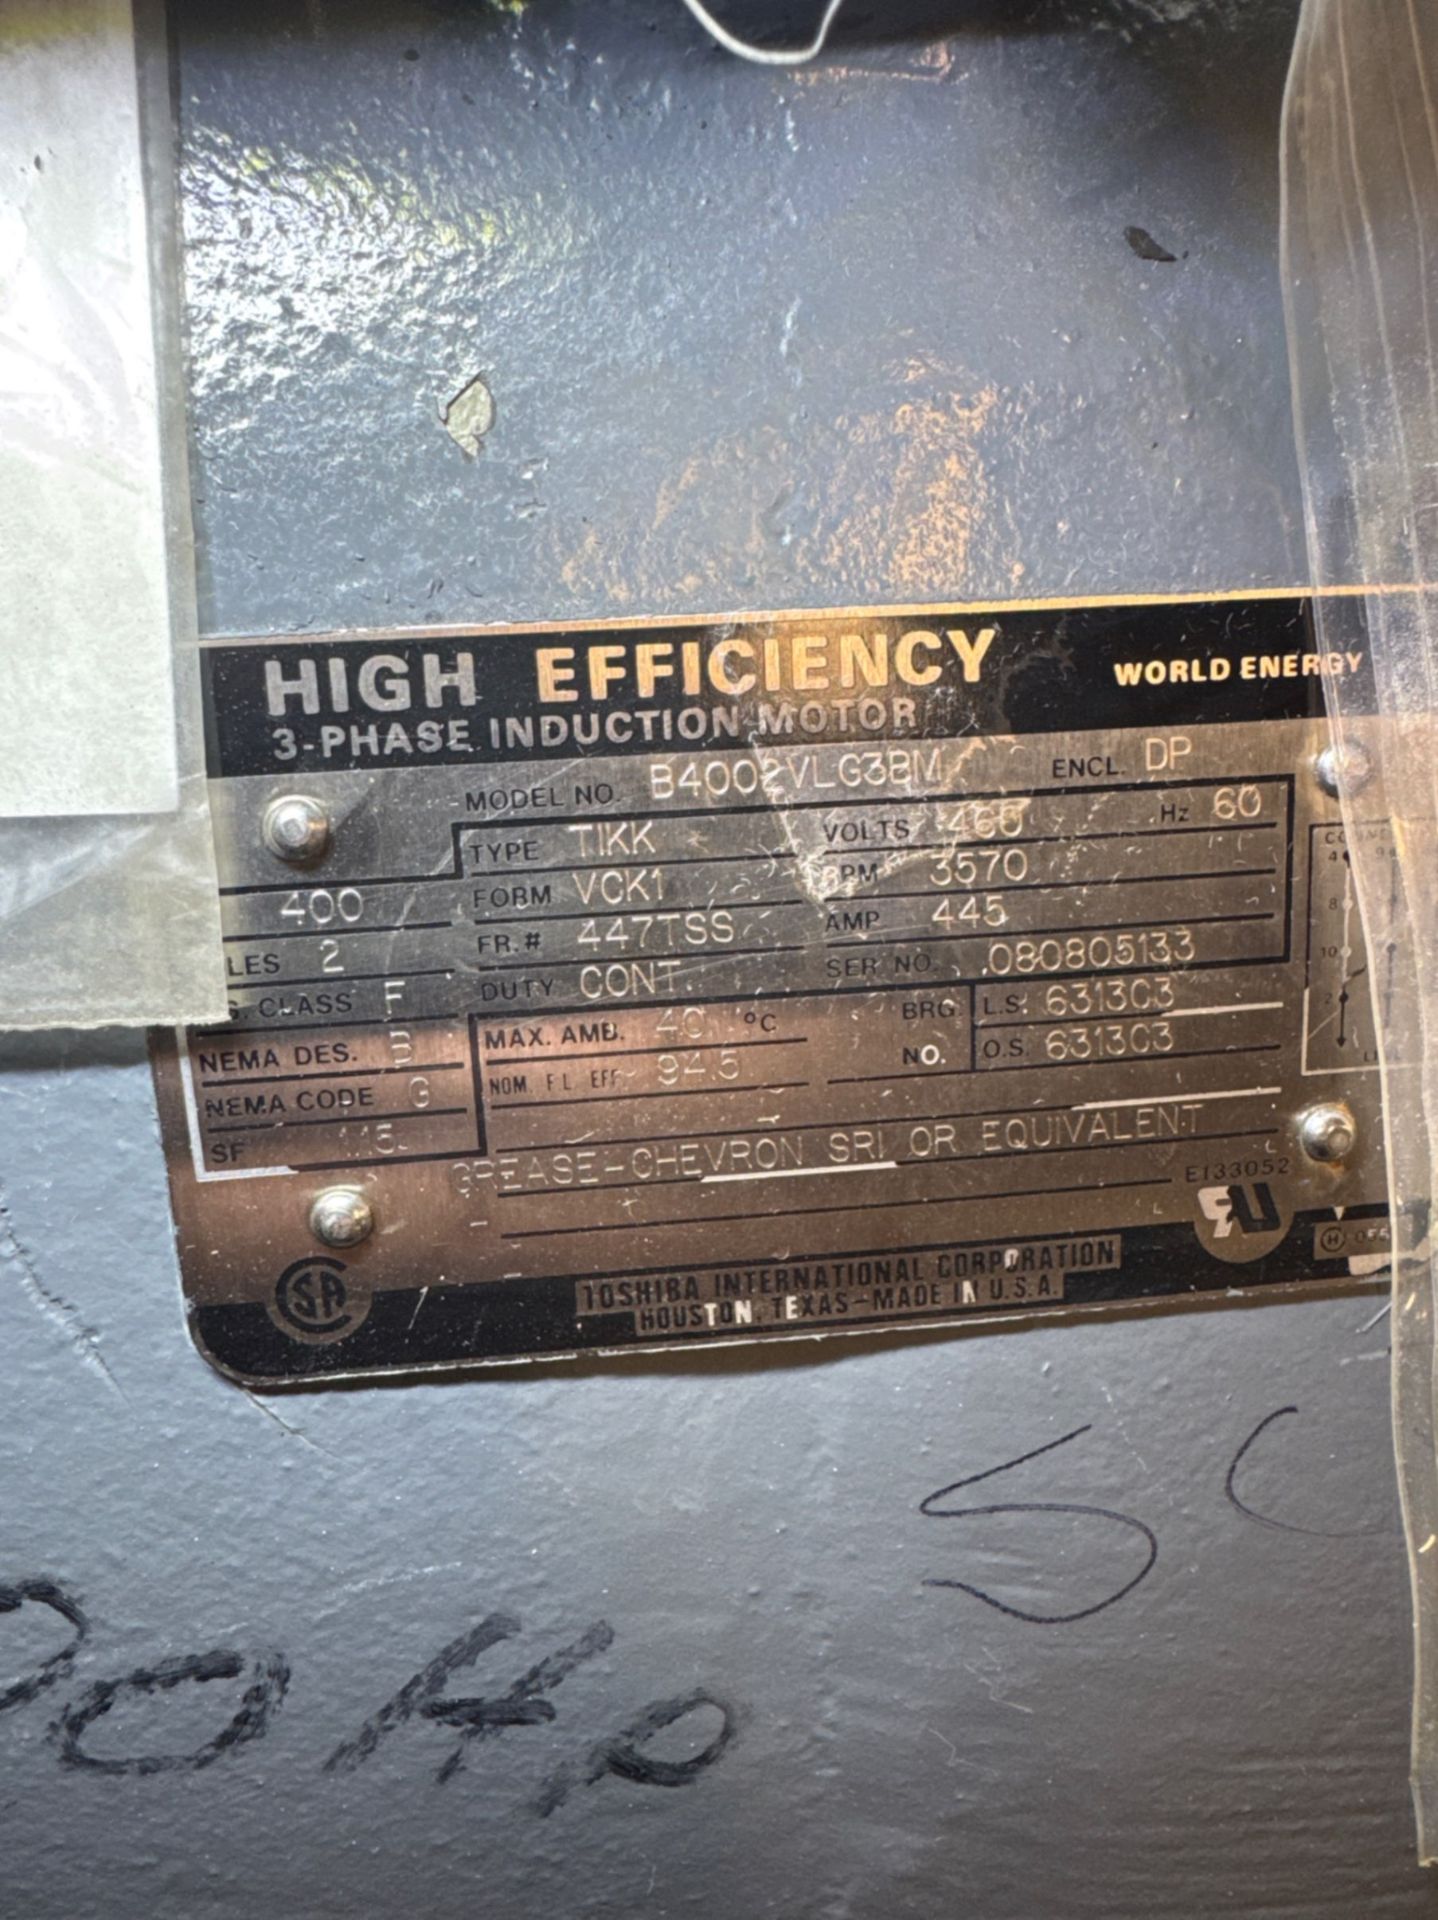 HIGH EFFICIENCY WORLD ENERGY
3-PHASE INDUCTION MOTOR
MODEL NO. B4002VLG3BM ENCL. DP
TYPE TIKK VOLTS 460 Hz 60
400 FORM VCK1 RPM 3570
LES 2 FR.# 447TSS AMP 445
S. CLASS F DUTY CONT. SER NO. 080805133
NEMA DES. B MAX. AMB. 40 °C BRG. L.S. 6313C3
NEMA CODE G NOM. F.L. EFF. 94.5 NO. O.S. 6313C3
SF 1.15
GREASE-CHEVRON SRI OR EQUIVALENT
E133052
TOSHIBA INTERNATIONAL CORPORATION
HOUSTON, TEXAS-MADE IN U.S.A.